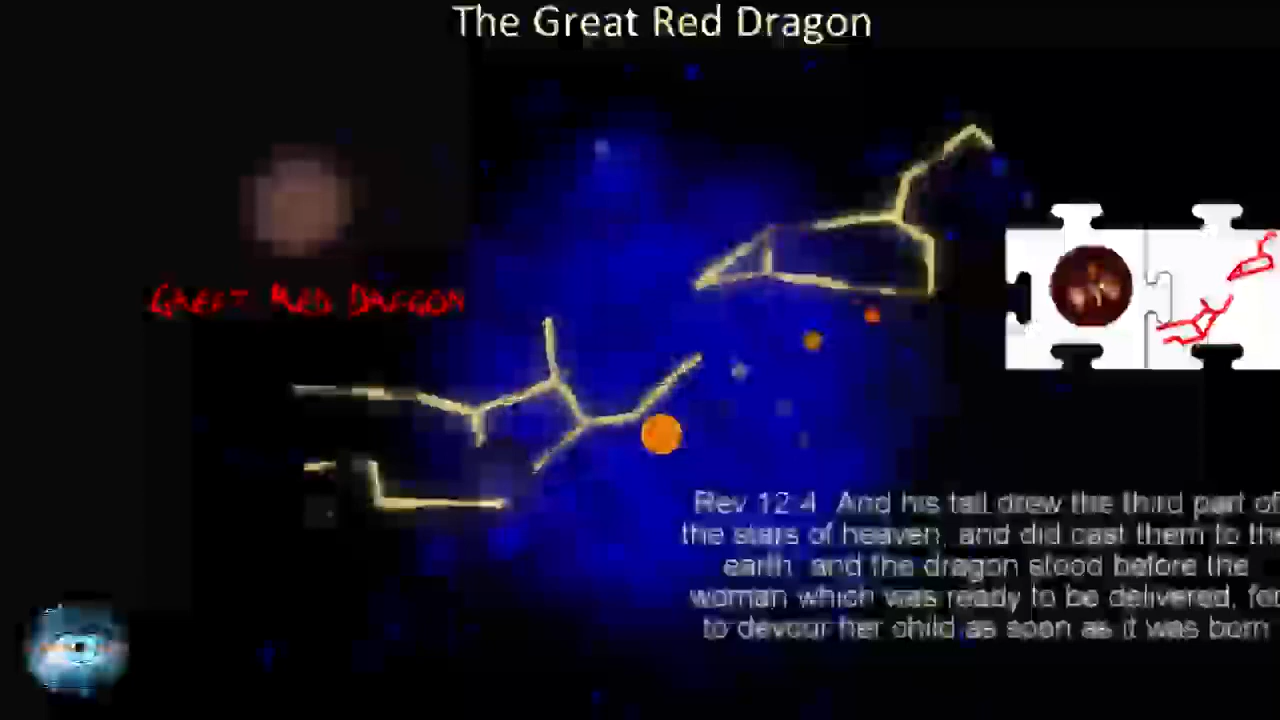 The Great Red Dragon
GREAT RED DRAGON
Rev 12:4 And his tail drew the third part of
the stars of heaven, and did cast them to the
earth: and the dragon stood before the
woman which was ready to be delivered, for
to devour her child as soon as it was born